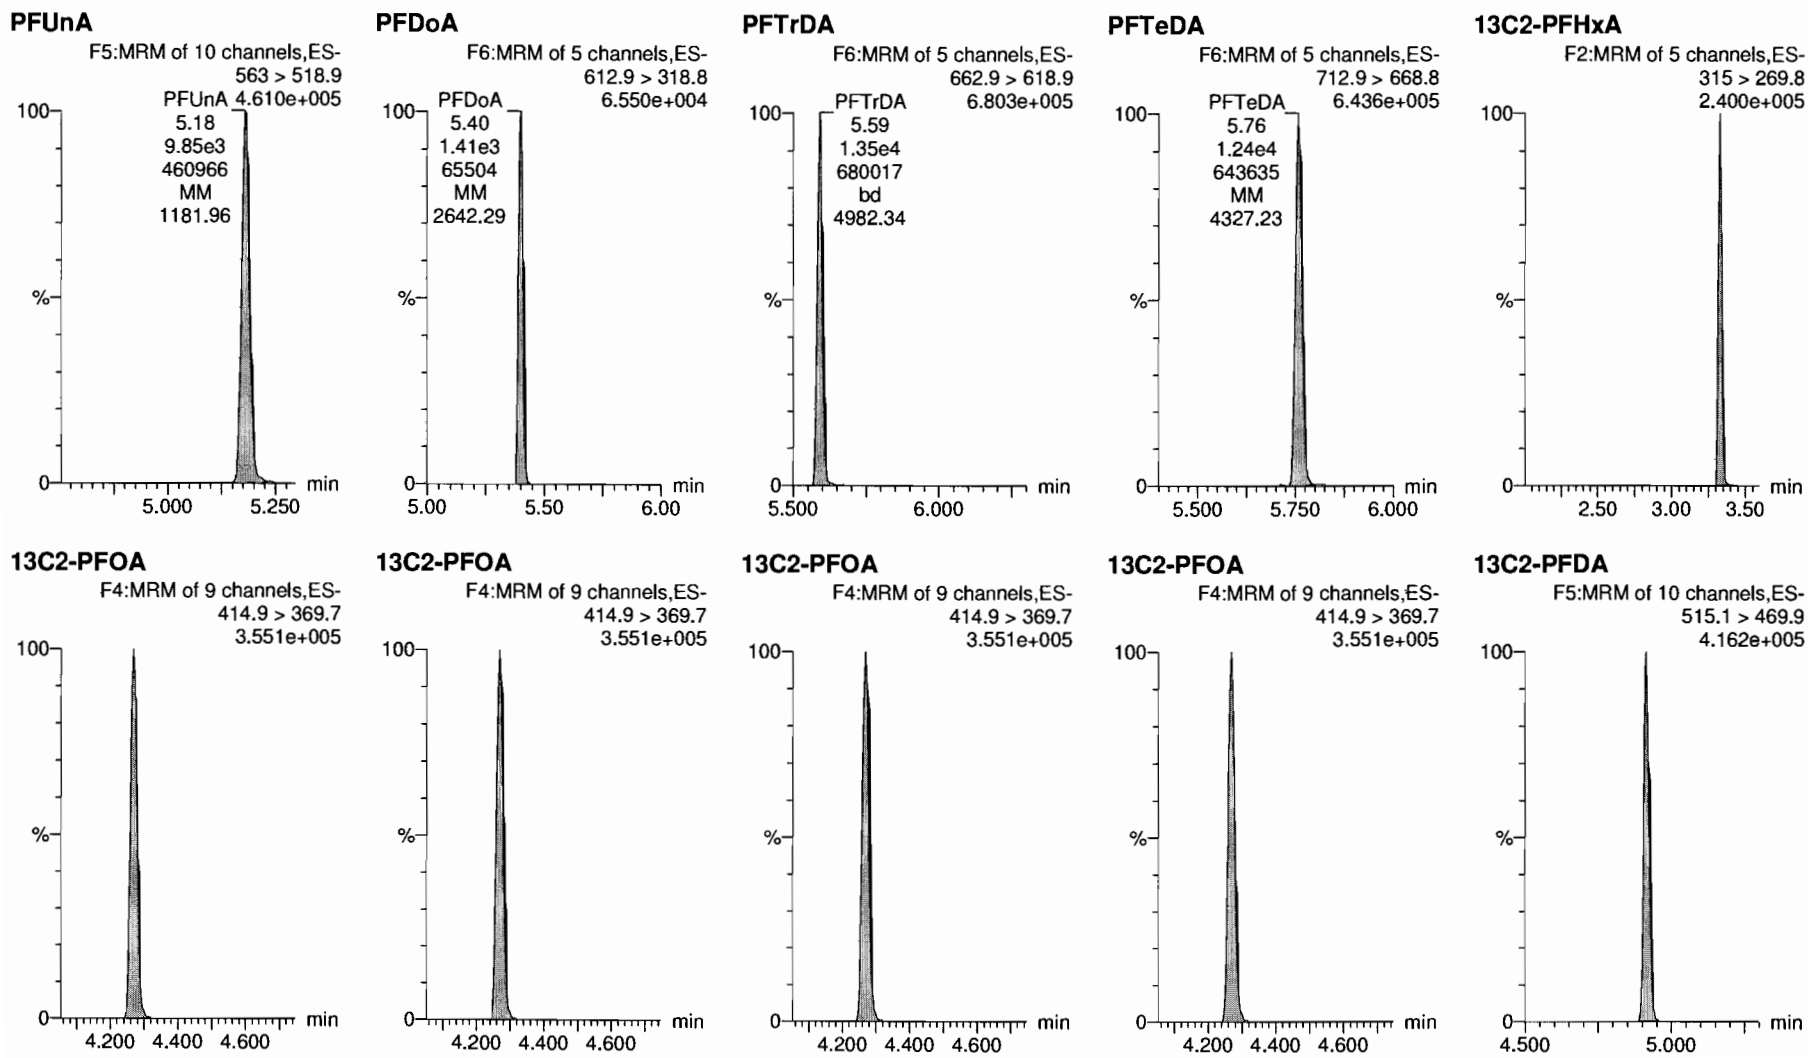 PFUnA
F5:MRM of 10 channels,ES-
563 > 518.9
PFUnA 4.610e+005
5.18
9.85e3
460966
MM
1181.96
100
%
0
min
5.000 5.250
PFDoA
F6:MRM of 5 channels,ES-
612.9 > 318.8
PFDoA 6.550e+004
5.40
1.41e3
65504
MM
2642.29
100
%
0
min
5.00 5.50 6.00
PFTrDA
F6:MRM of 5 channels,ES-
662.9 > 618.9
PFTrDA 6.803e+005
5.59
1.35e4
680017
bd
4982.34
100
%
0
min
5.500 6.000
PFTeDA
F6:MRM of 5 channels,ES-
712.9 > 668.8
PFTeDA 6.436e+005
5.76
1.24e4
643635
MM
4327.23
100
%
0
min
5.500 5.750 6.000
13C2-PFHxA
F2:MRM of 5 channels,ES-
315 > 269.8
2.400e+005
100
%
0
min
2.50 3.00 3.50
13C2-PFOA
F4:MRM of 9 channels,ES-
414.9 > 369.7
3.551e+005
100
%
0
min
4.200 4.400 4.600
13C2-PFOA
F4:MRM of 9 channels,ES-
414.9 > 369.7
3.551e+005
100
%
0
min
4.200 4.400 4.600
13C2-PFOA
F4:MRM of 9 channels,ES-
414.9 > 369.7
3.551e+005
100
%
0
min
4.200 4.400 4.600
13C2-PFOA
F4:MRM of 9 channels,ES-
414.9 > 369.7
3.551e+005
100
%
0
min
4.200 4.400 4.600
13C2-PFDA
F5:MRM of 10 channels,ES-
515.1 > 469.9
4.162e+005
100
%
0
min
4.500 5.000